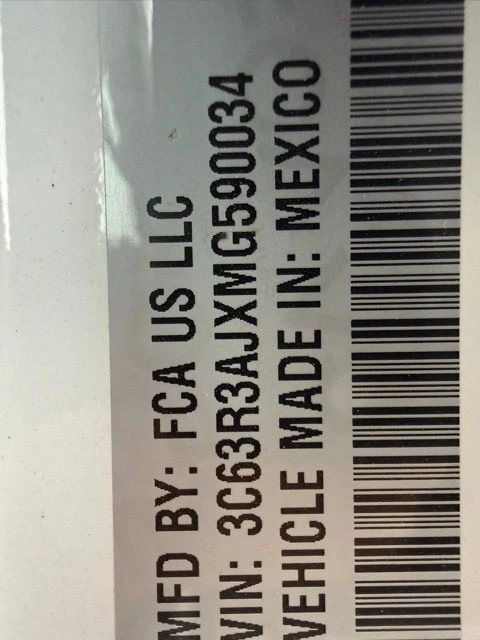 MFD BY: FCA US LLC
VIN: 3C63R3AJXMG590034
VEHICLE MADE IN: MEXICO